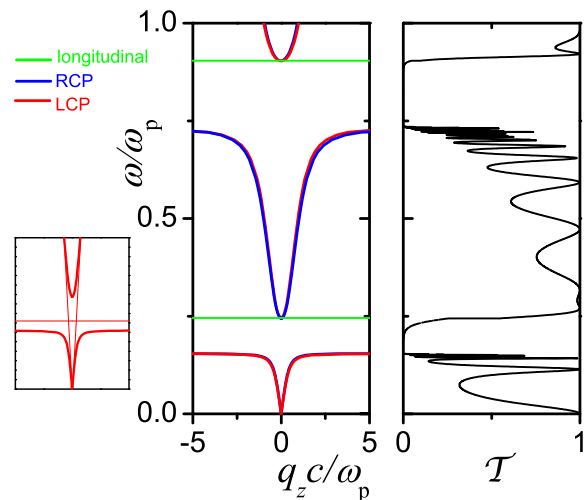 longitudinal
RCP
LCP
ω/ω_p
1.0
0.5
0.0
-5
0
5
q_z c/ω_p
0
1
𝒯